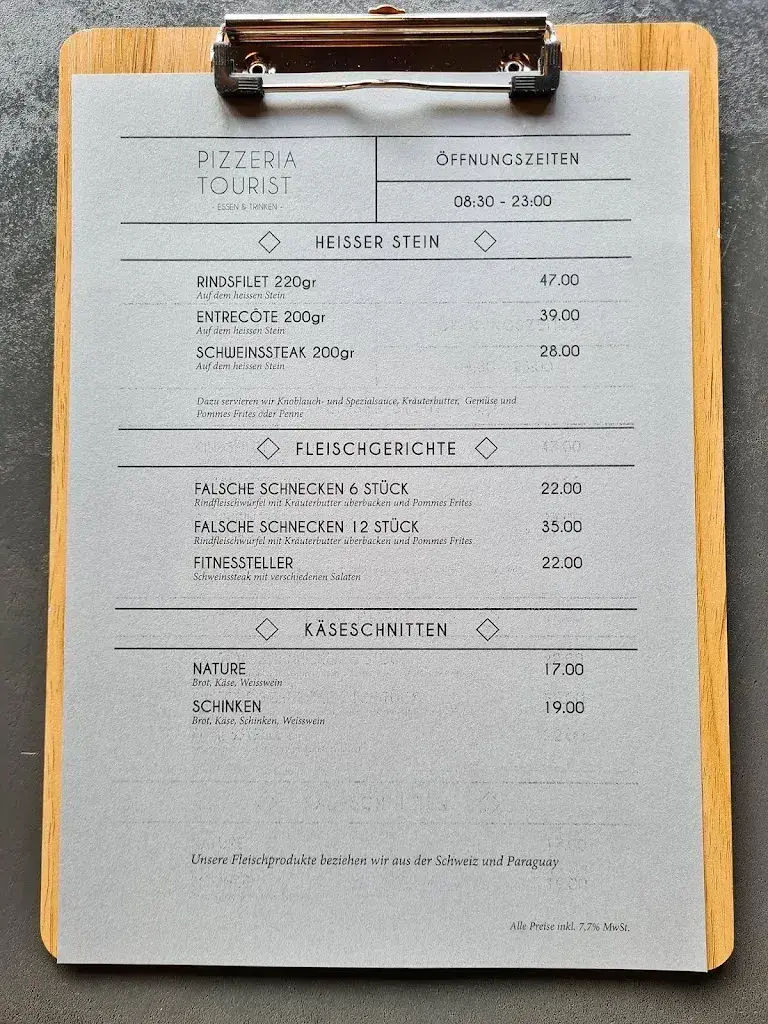 PIZZERIA
TOURIST
- ESSEN & TRINKEN -
ÖFFNUNGSZEITEN
08:30 - 23:00
HEISSER STEIN
RINDSFILET 220gr 47.00
Auf dem heissen Stein
ENTRECÔTE 200gr 39.00
Auf dem heissen Stein
SCHWEINSSTEAK 200gr 28.00
Auf dem heissen Stein
Dazu servieren wir Knoblauch- und Spezialsauce, Kräuterbutter, Gemüse und
Pommes Frites oder Penne
FLEISCHGERICHTE
FALSCHE SCHNECKEN 6 STÜCK 22.00
Rindfleischwürfel mit Kräuterbutter überbacken und Pommes Frites
FALSCHE SCHNECKEN 12 STÜCK 35.00
Rindfleischwürfel mit Kräuterbutter überbacken und Pommes Frites
FITNESSTELLER 22.00
Schweinssteak mit verschiedenen Salaten
KÄSESCHNITTEN
NATURE 17.00
Brot, Käse, Weisswein
SCHINKEN 19.00
Brot, Käse, Schinken, Weisswein
Unsere Fleischprodukte beziehen wir aus der Schweiz und Paraguay
Alle Preise inkl. 7,7% MwSt.